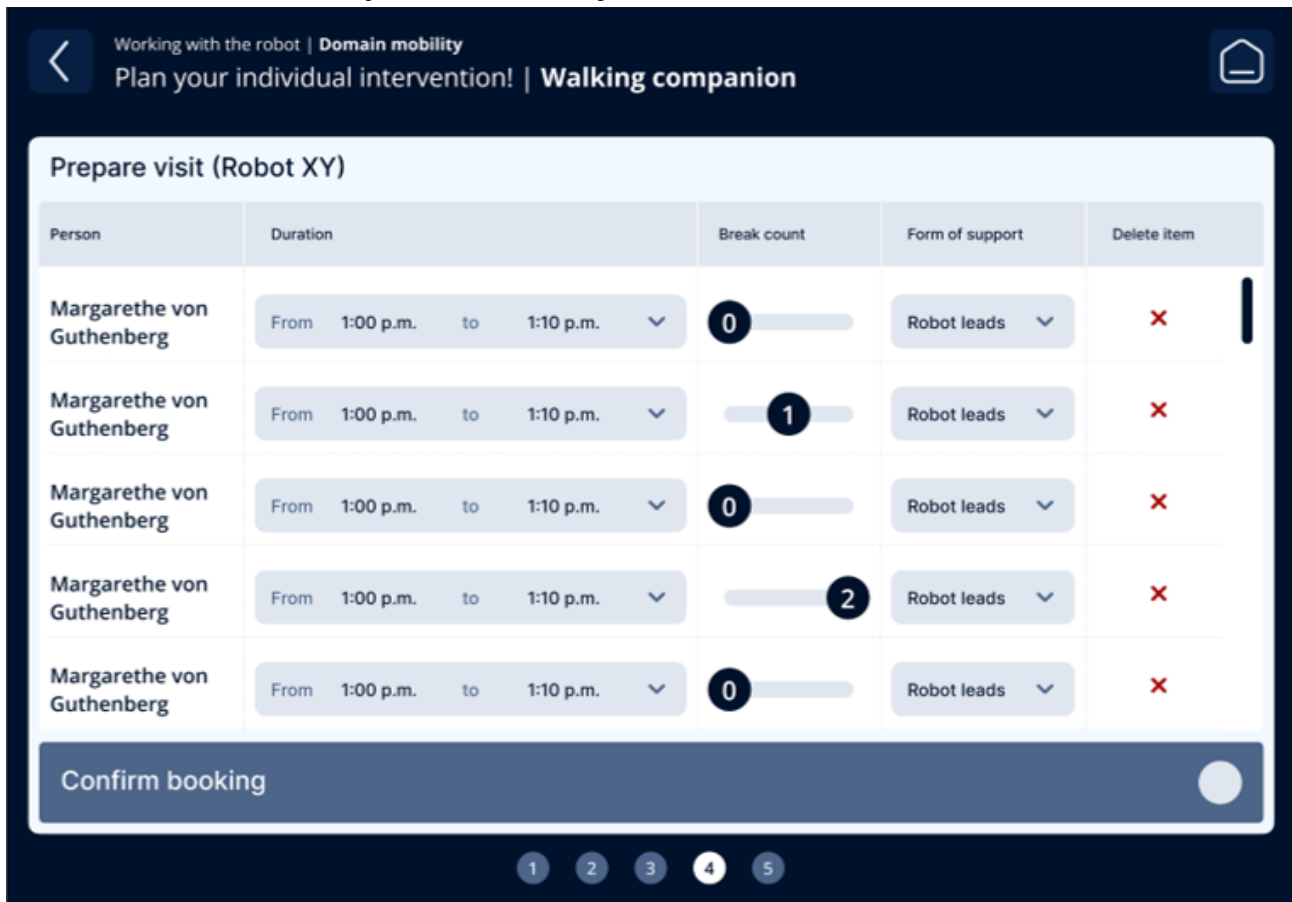 Working with the robot | Domain mobility
Plan your individual intervention! | Walking companion
Prepare visit (Robot XY)
Person Duration Break count Form of support Delete item
Margarethe von
Guthenberg
From 1:00 p.m. to 1:10 p.m. 0 Robot leads
Margarethe von
Guthenberg
From 1:00 p.m. to 1:10 p.m. 1 Robot leads
Margarethe von
Guthenberg
From 1:00 p.m. to 1:10 p.m. 0 Robot leads
Margarethe von
Guthenberg
From 1:00 p.m. to 1:10 p.m. 2 Robot leads
Margarethe von
Guthenberg
From 1:00 p.m. to 1:10 p.m. 0 Robot leads
Confirm booking
1 2 3 4 5